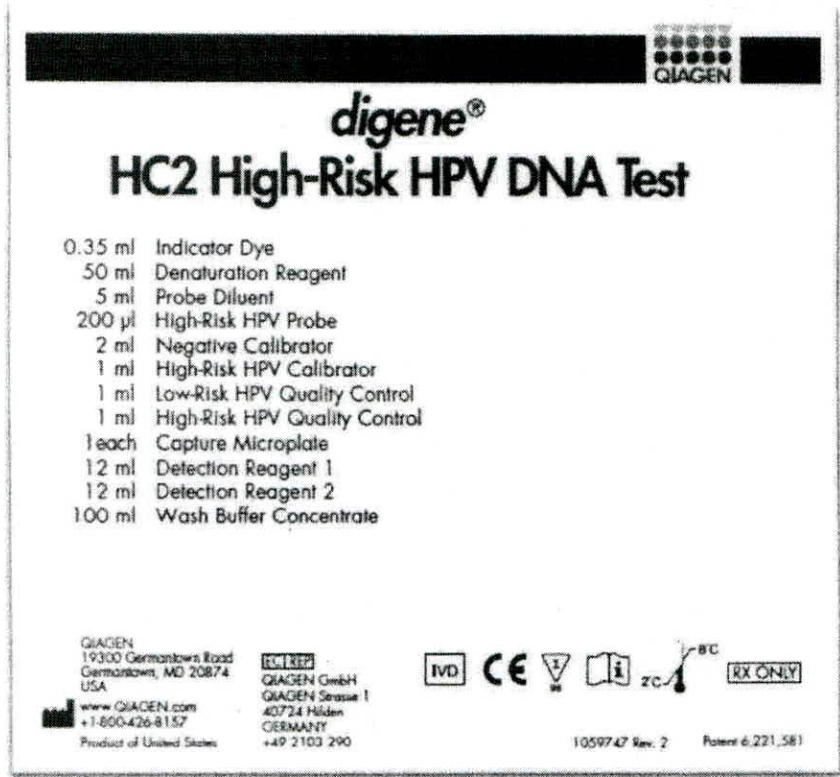 QIAGEN
digene®
HC2 High-Risk HPV DNA Test
0.35 ml Indicator Dye
50 ml Denaturation Reagent
5 ml Probe Diluent
200 µl High-Risk HPV Probe
2 ml Negative Calibrator
1 ml High-Risk HPV Calibrator
1 ml Low-Risk HPV Quality Control
1 ml High-Risk HPV Quality Control
1each Capture Microplate
12 ml Detection Reagent 1
12 ml Detection Reagent 2
100 ml Wash Buffer Concentrate
QIAGEN
19300 Germantown Road
Germantown, MD 20874
USA
www.QIAGEN.com
+1-800-426-8157
Product of United States
EC REP
QIAGEN GmbH
QIAGEN Strasse 1
40724 Hilden
GERMANY
+49 2103 290
IVD CE 2°C 8°C RX ONLY
1059747 Rev. 2 Patent 6,221,581